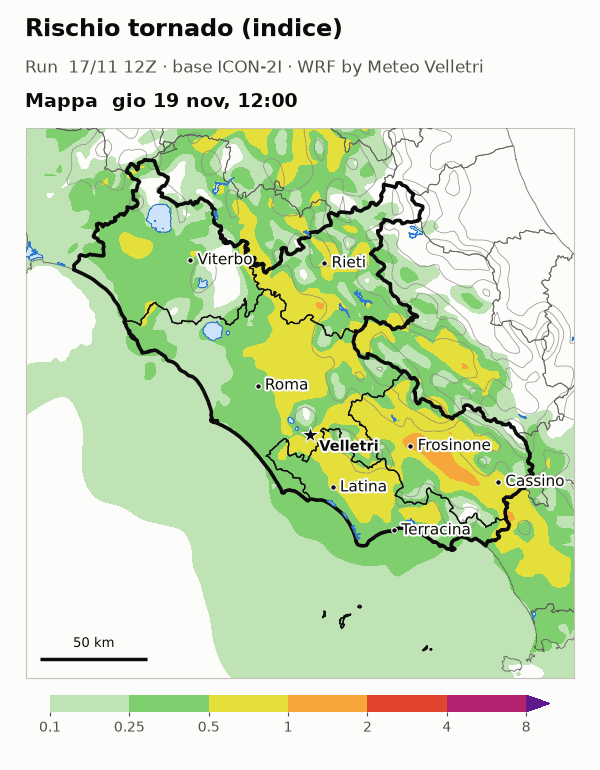 Rischio tornado (indice)
Run  17/11 12Z · base ICON-2I · WRF by Meteo Velletri
Mappa  gio 19 nov, 12:00
Viterbo
Rieti
Roma
Velletri
Frosinone
Cassino
Latina
Terracina
50 km
0.1 0.25 0.5 1 2 4 8